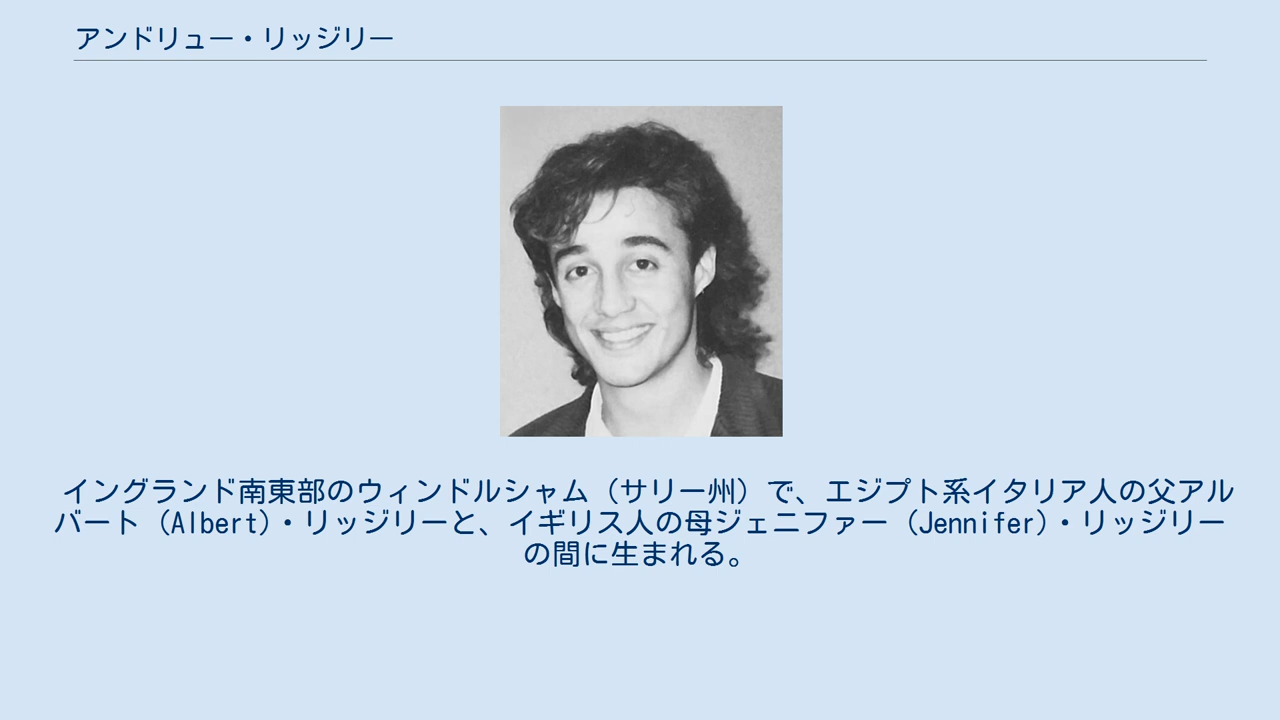 アンドリュー・リッジリー
イングランド南東部のウィンドルシャム（サリー州）で、エジプト系イタリア人の父アル
バート（Albert）・リッジリーと、イギリス人の母ジェニファー（Jennifer）・リッジリー
の間に生まれる。